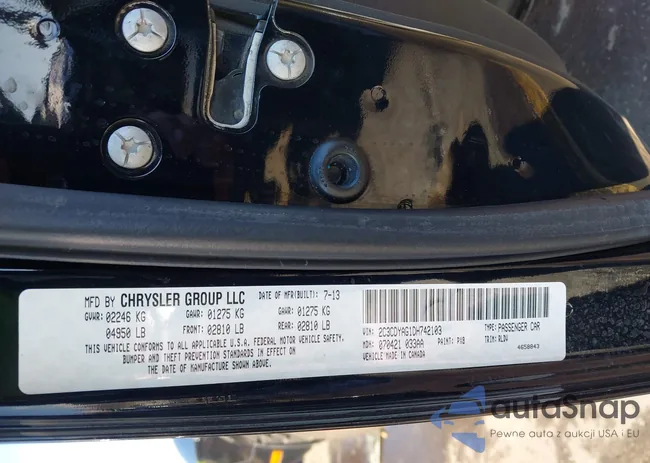 MFD BY CHRYSLER GROUP LLC DATE OF MFR(BUILT): 7-13
GVWR: 02246 KG GAWR: 01275 KG GAWR: 01275 KG
04950 LB FRONT: 02810 LB REAR: 02810 LB
THIS VEHICLE CONFORMS TO ALL APPLICABLE U.S.A. FEDERAL MOTOR VEHICLE SAFETY,
BUMPER AND THEFT PREVENTION STANDARDS IN EFFECT ON
THE DATE OF MANUFACTURE SHOWN ABOVE.
VIN: 2C3CDYAG1DH742103 TYPE: PASSENGER CAR
MDH: 070421 033AA PAINT: PX8 TRIM: RLDV
VEHICLE MADE IN CANADA 4658843
autaSnap
Pewne auta z aukcji USA i EU